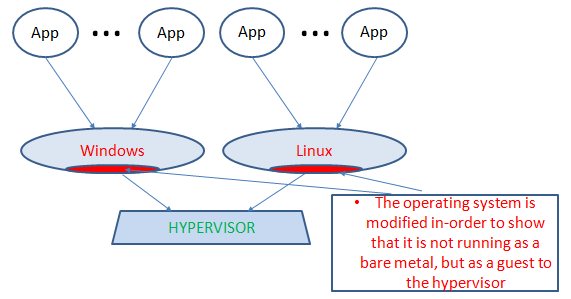 App ... App App ... App
Windows Linux
HYPERVISOR
• The operating system is
modified in-order to show
that it is not running as a
bare metal, but as a guest to
the hypervisor